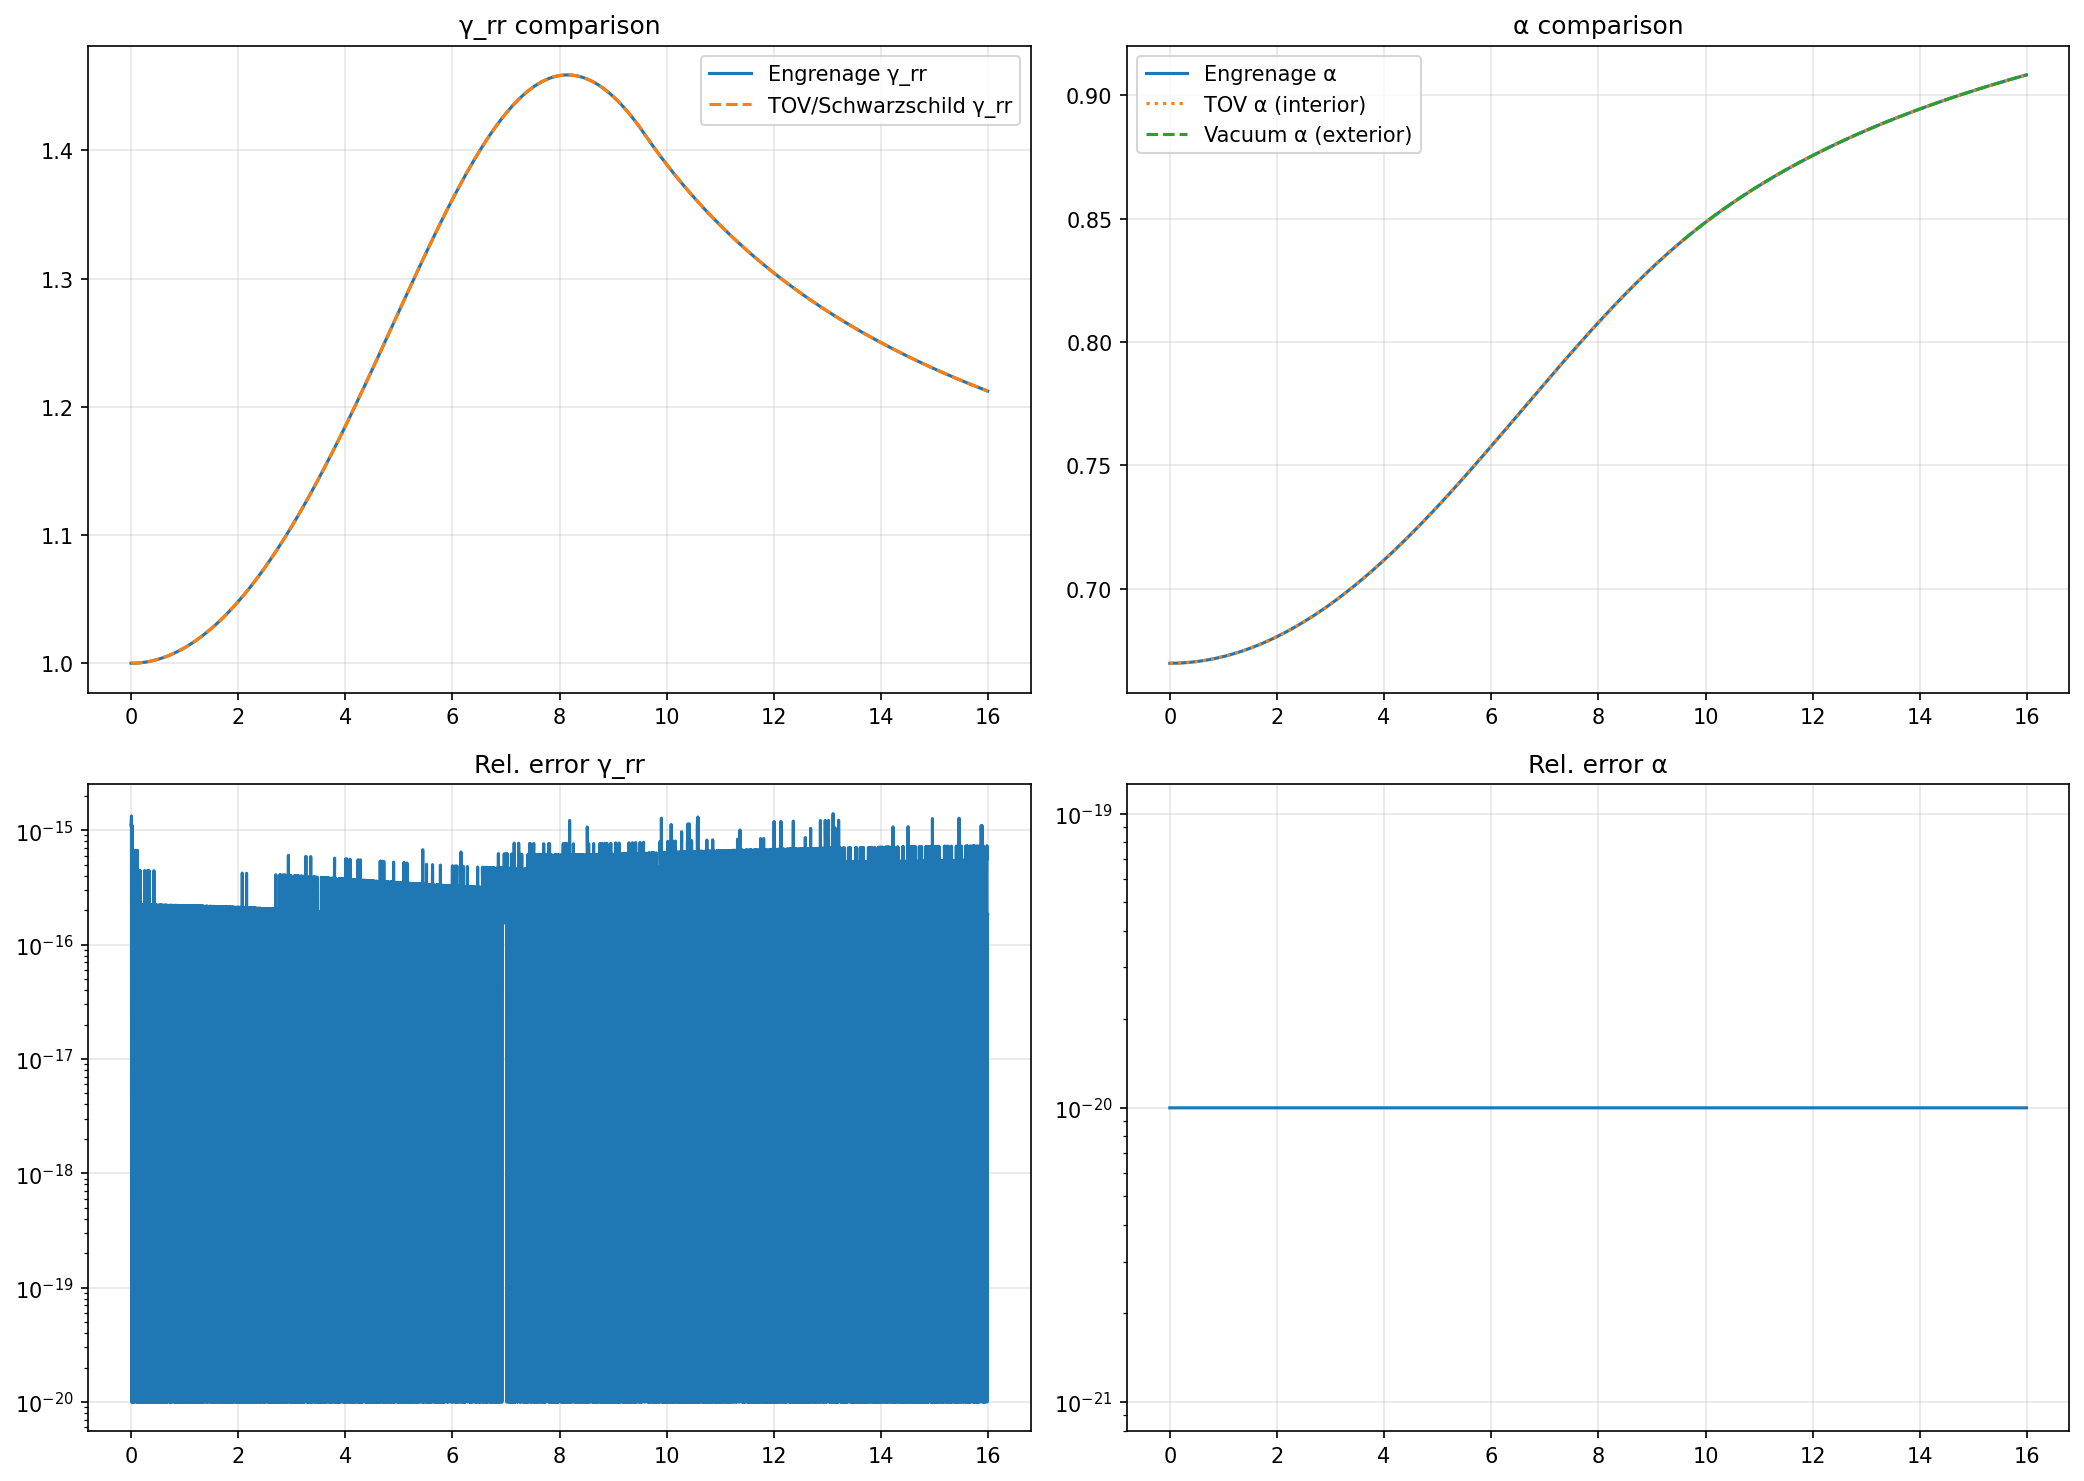 γ_rr comparison
Engrenage γ_rr
TOV/Schwarzschild γ_rr
1.4
1.3
1.2
1.1
1.0
0 2 4 6 8 10 12 14 16
α comparison
Engrenage α
TOV α (interior)
Vacuum α (exterior)
0.90
0.85
0.80
0.75
0.70
0 2 4 6 8 10 12 14 16
Rel. error γ_rr
10⁻¹⁵
10⁻¹⁶
10⁻¹⁷
10⁻¹⁸
10⁻¹⁹
10⁻²⁰
0 2 4 6 8 10 12 14 16
Rel. error α
10⁻¹⁹
10⁻²⁰
10⁻²¹
0 2 4 6 8 10 12 14 16